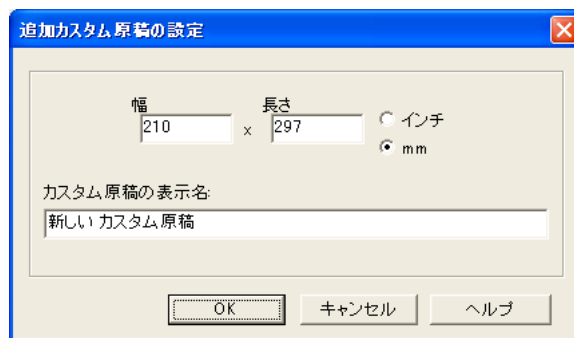 追加カスタム原稿の設定
幅 長さ
210 x 297
インチ
mm
カスタム原稿の表示名:
新しいカスタム原稿
OK キャンセル ヘルプ